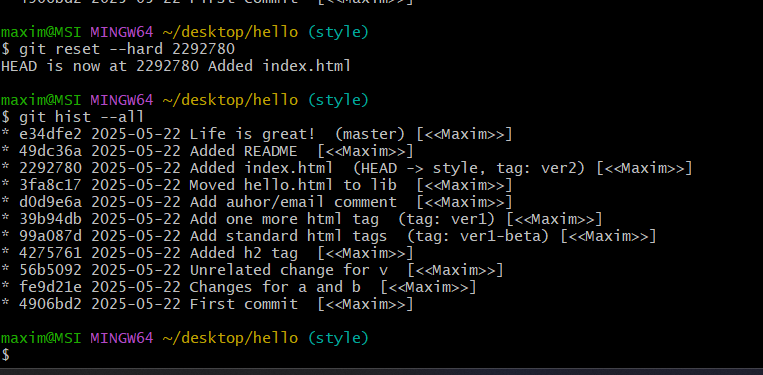 maxim@MSI MINGW64 ~/desktop/hello (style)
$ git reset --hard 2292780
HEAD is now at 2292780 Added index.html
maxim@MSI MINGW64 ~/desktop/hello (style)
$ git hist --all
* e34dfe2 2025-05-22 Life is great!  (master) [<<Maxim>>]
* 49dc36a 2025-05-22 Added README  [<<Maxim>>]
* 2292780 2025-05-22 Added index.html  (HEAD -> style, tag: ver2) [<<Maxim>>]
* 3fa8c17 2025-05-22 Moved hello.html to lib  [<<Maxim>>]
* d0d9e6a 2025-05-22 Add auhor/email comment  [<<Maxim>>]
* 39b94db 2025-05-22 Add one more html tag  (tag: ver1) [<<Maxim>>]
* 99a087d 2025-05-22 Add standard html tags  (tag: ver1-beta) [<<Maxim>>]
* 4275761 2025-05-22 Added h2 tag  [<<Maxim>>]
* 56b5092 2025-05-22 Unrelated change for v  [<<Maxim>>]
* fe9d21e 2025-05-22 Changes for a and b  [<<Maxim>>]
* 4906bd2 2025-05-22 First commit  [<<Maxim>>]
maxim@MSI MINGW64 ~/desktop/hello (style)
$